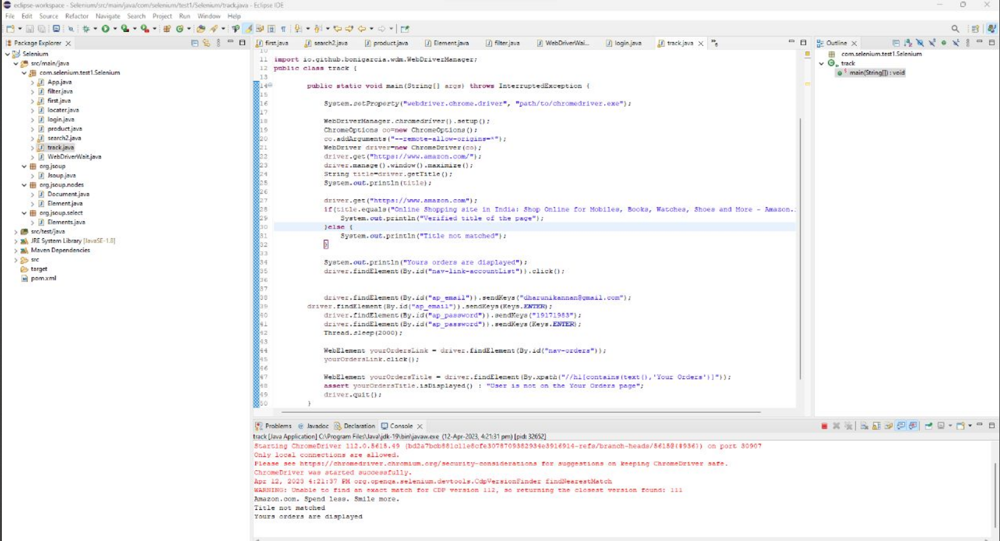 eclipse-workspace - Selenium/src/main/java/com/selenium/test1/Selenium/track.java - Eclipse IDE
File Edit Source Refactor Navigate Search Project Run Window Help
Package Explorer
Selenium
src/main/java
com.selenium.test1.Selenium
App.java
filter.java
first.java
locater.java
login.java
product.java
search2.java
track.java
WebDriverWait.java
org.jsoup
Jsoup.java
org.jsoup.nodes
Document.java
Element.java
org.jsoup.select
Elements.java
src/test/java
JRE System Library [JavaSE-1.8]
Maven Dependencies
src
target
pom.xml
first.java search2.java product.java Element.java filter.java WebDriverWai... login.java track.java
10
11 import io.github.bonigarcia.wdm.WebDriverManager;
12 public class track {
13
14 public static void main(String[] args) throws InterruptedException {
15
16 System.setProperty("webdriver.chrome.driver", "path/to/chromedriver.exe");
17
18 WebDriverManager.chromedriver().setup();
19 ChromeOptions co=new ChromeOptions();
20 co.addArguments("--remote-allow-origins=*");
21 WebDriver driver=new ChromeDriver(co);
22 driver.get("https://www.amazon.com/");
23 driver.manage().window().maximize();
24 String title=driver.getTitle();
25 System.out.println(title);
26
27 driver.get("https://www.amazon.com");
28 if(title.equals("Online Shopping site in India: Shop Online for Mobiles, Books, Watches, Shoes and More - Amazon.
29 System.out.println("Verified title of the page");
30 }else {
31 System.out.println("Title not matched");
32 }
33
34 System.out.println("Yours orders are displayed");
35 driver.findElement(By.id("nav-link-accountList")).click();
36
37
38 driver.findElement(By.id("ap_email")).sendKeys("dharunikannan@gmail.com");
39 driver.findElement(By.id("ap_email")).sendKeys(Keys.ENTER);
40 driver.findElement(By.id("ap_password")).sendKeys("19171983");
41 driver.findElement(By.id("ap_password")).sendKeys(Keys.ENTER);
42 Thread.sleep(2000);
43
44 WebElement yourOrdersLink = driver.findElement(By.id("nav-orders"));
45 yourOrdersLink.click();
46
47 WebElement yourOrdersTitle = driver.findElement(By.xpath("//h1[contains(text(),'Your Orders')]"));
48 assert yourOrdersTitle.isDisplayed() : "User is not on the Your Orders page";
49 driver.quit();
50 }
Outline
com.selenium.test1.Selenium
track
main(String[]) : void
Problems Javadoc Declaration Console
track [Java Application] C:\Program Files\Java\jdk-19\bin\javaw.exe (12-Apr-2023, 4:21:31 pm) [pid: 32652]
Starting ChromeDriver 112.0.5615.49 (bd2a7bcb881c11e8cfe3078709382934e3916914-refs/branch-heads/5615@{#936}) on port 30907
Only local connections are allowed.
Please see https://chromedriver.chromium.org/security-considerations for suggestions on keeping ChromeDriver safe.
ChromeDriver was started successfully.
Apr 12, 2023 4:21:37 PM org.openqa.selenium.devtools.CdpVersionFinder findNearestMatch
WARNING: Unable to find an exact match for CDP version 112, so returning the closest version found: 111
Amazon.com. Spend less. Smile more.
Title not matched
Yours orders are displayed